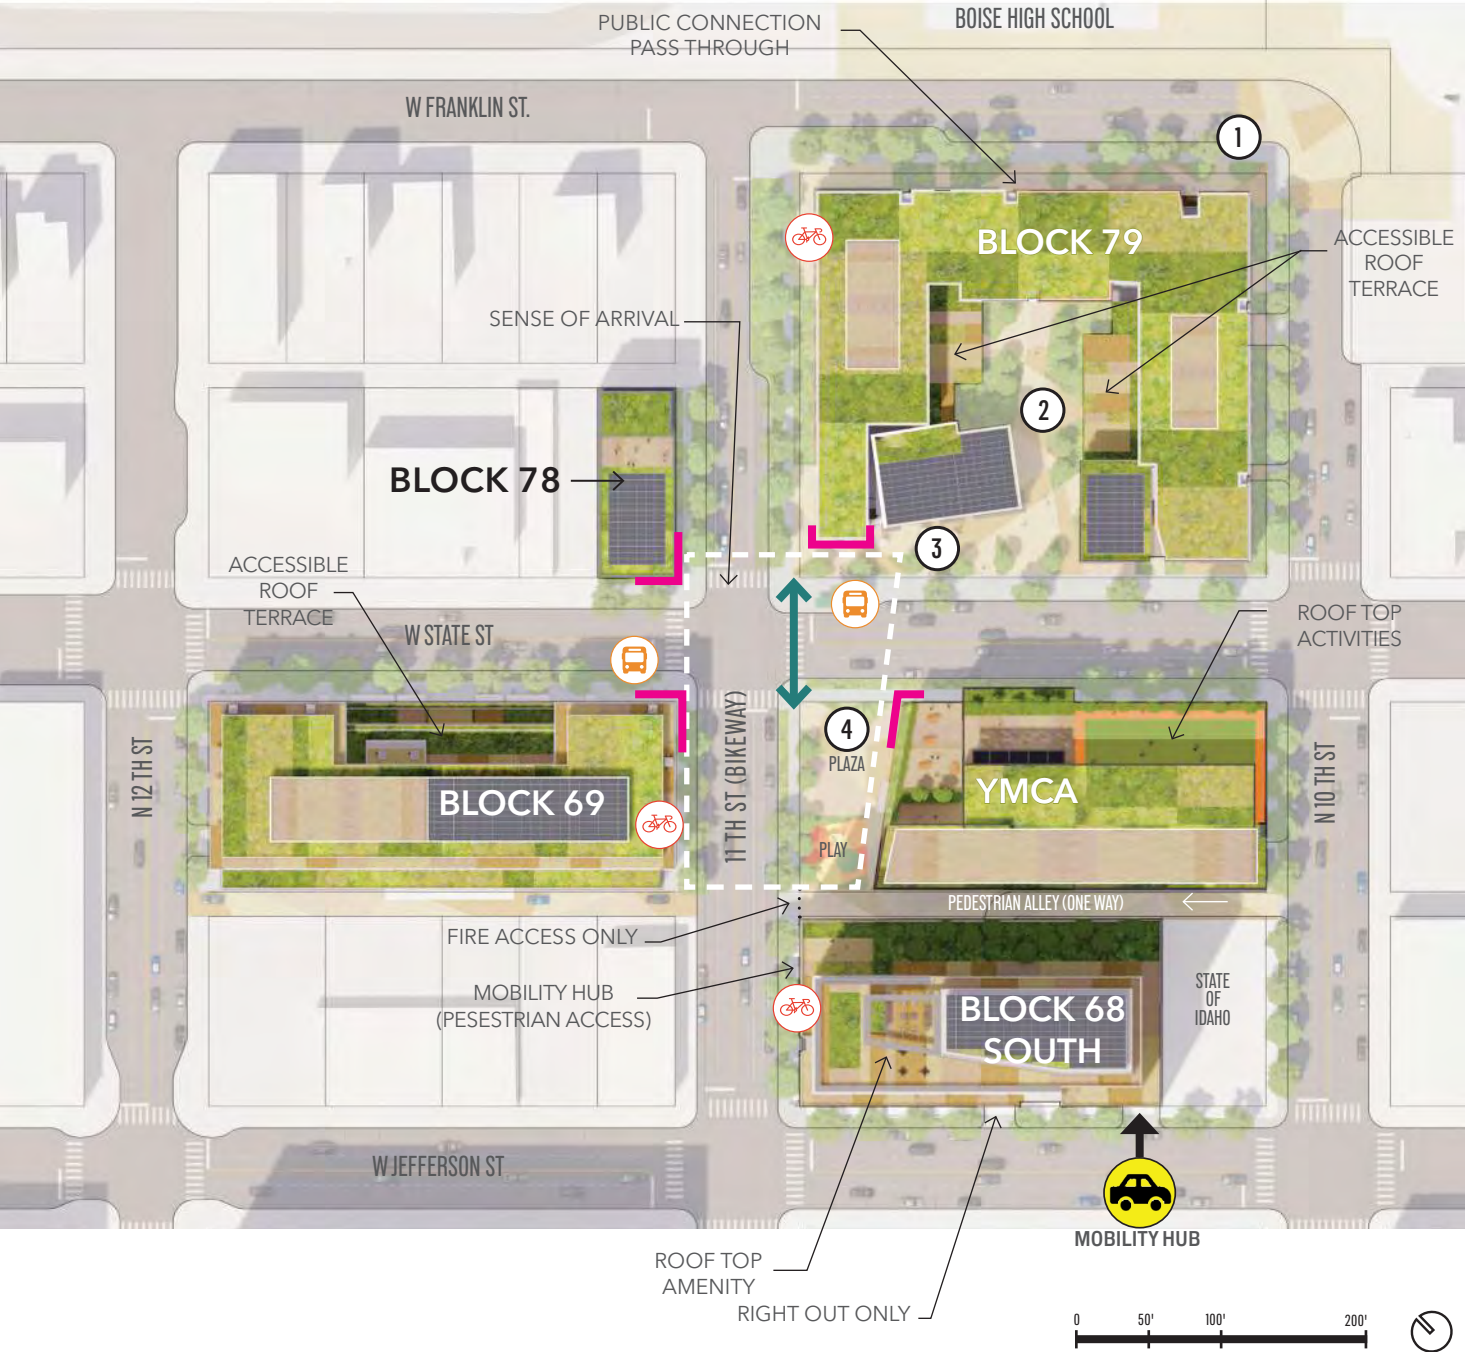 PUBLIC CONNECTION
PASS THROUGH
BOISE HIGH SCHOOL
W FRANKLIN ST.
1
BLOCK 79
ACCESSIBLE
ROOF
TERRACE
SENSE OF ARRIVAL
2
BLOCK 78
3
ACCESSIBLE
ROOF
TERRACE
W STATE ST
ROOF TOP
ACTIVITIES
N 12 TH ST
11 TH ST (BIKEWAY)
4
PLAZA
YMCA
N 10 TH ST
BLOCK 69
PLAY
PEDESTRIAN ALLEY (ONE WAY)
FIRE ACCESS ONLY
MOBILITY HUB
(PESESTRIAN ACCESS)
BLOCK 68
SOUTH
STATE
OF
IDAHO
W JEFFERSON ST
MOBILITY HUB
ROOF TOP
AMENITY
RIGHT OUT ONLY
0 50' 100' 200'